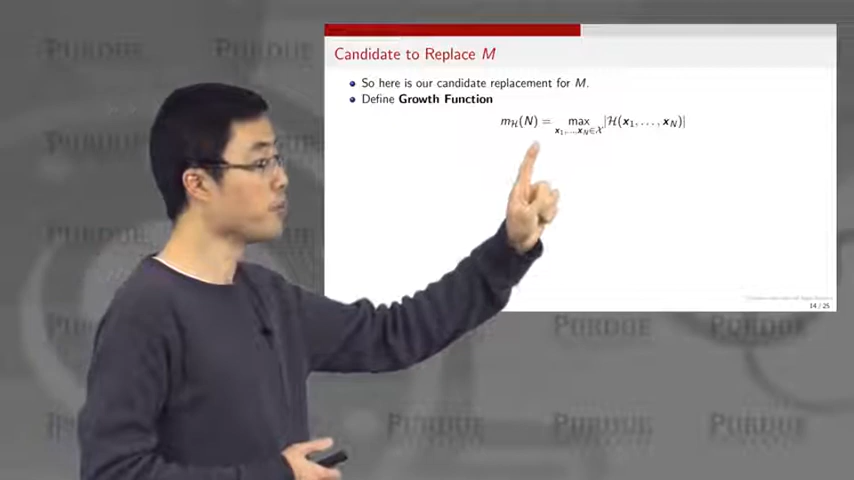 PURDUE
PURDUE
Candidate to Replace M
So here is our candidate replacement for M.
Define Growth Function
m_H(N) = max |H(x_1, . . . , x_N)|
x_1,...,x_N∈X
PURDUE
PURDUE
14 / 25
PURDUE
PURDUE
PURDUE
PURDUE
PURDUE
PURDUE